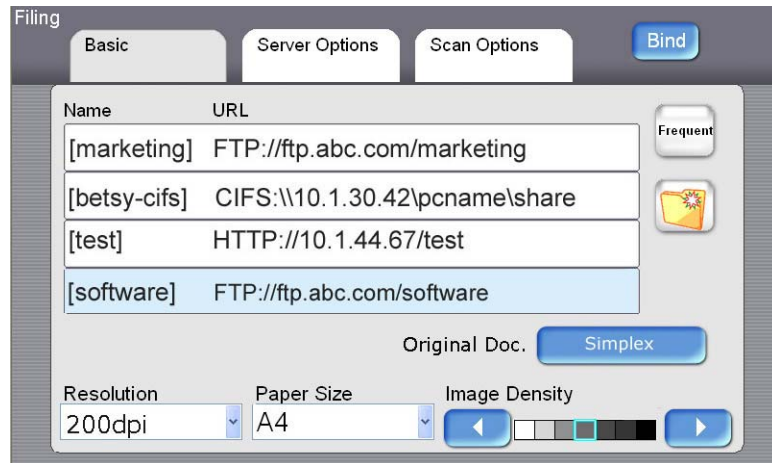 Filing
Basic Server Options Scan Options Bind
Name URL
Frequent
[marketing] FTP://ftp.abc.com/marketing
[betsy-cifs] CIFS:\\10.1.30.42\pcname\share
[test] HTTP://10.1.44.67/test
[software] FTP://ftp.abc.com/software
Original Doc. Simplex
Resolution Paper Size Image Density
200dpi A4